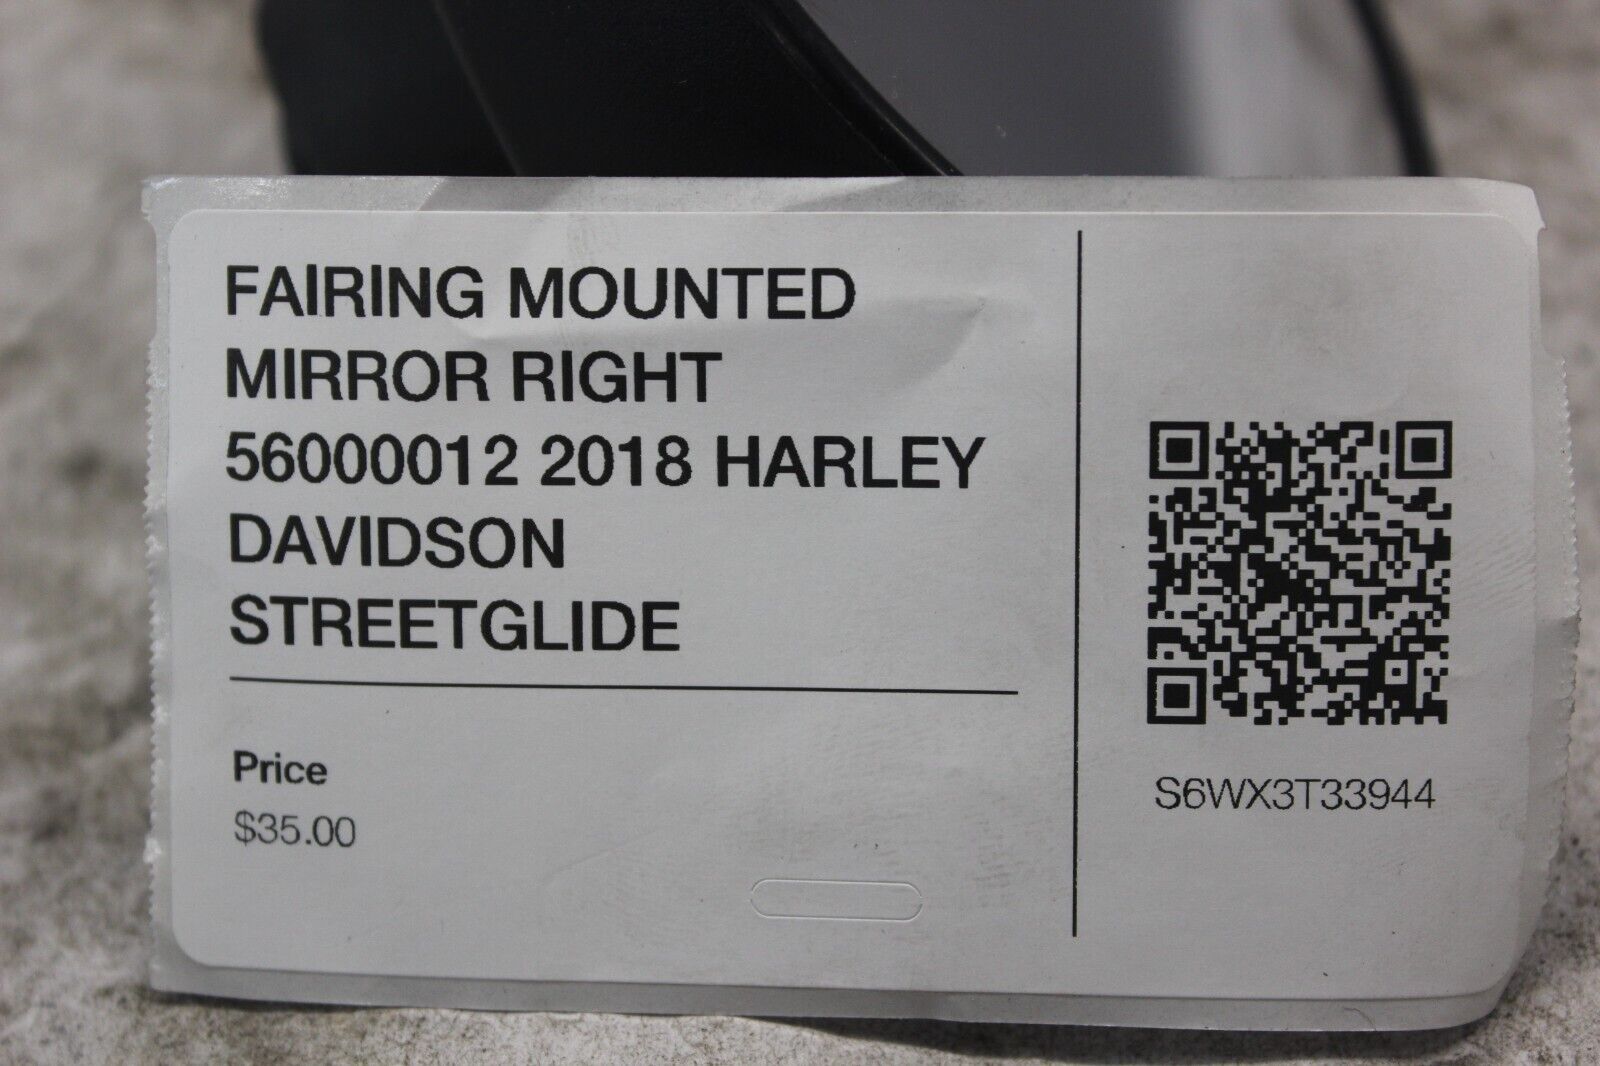 FAIRING MOUNTED
MIRROR RIGHT
56000012 2018 HARLEY
DAVIDSON
STREETGLIDE
Price
$35.00
S6WX3T33944